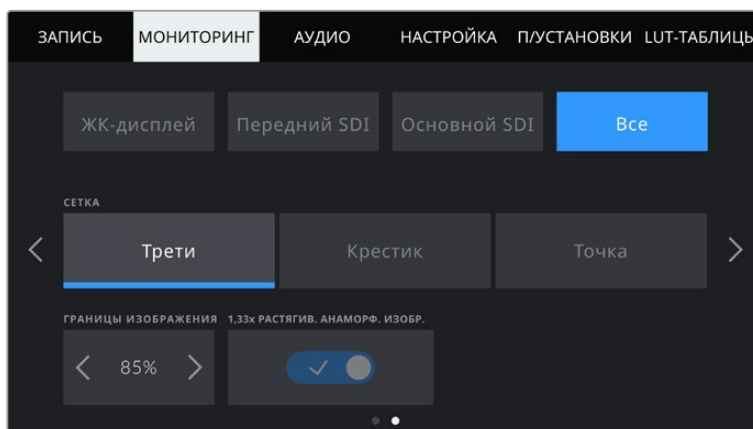 ЗАПИСЬ МОНИТОРИНГ АУДИО НАСТРОЙКА П/УСТАНОВКИ LUT-ТАБЛИЦЫ
ЖК-дисплей Передний SDI Основной SDI Все
СЕТКА
Трети Крестик Точка
ГРАНИЦЫ ИЗОБРАЖЕНИЯ 1,33x РАСТЯГИВ. АНАМОРФ. ИЗОБР.
85%